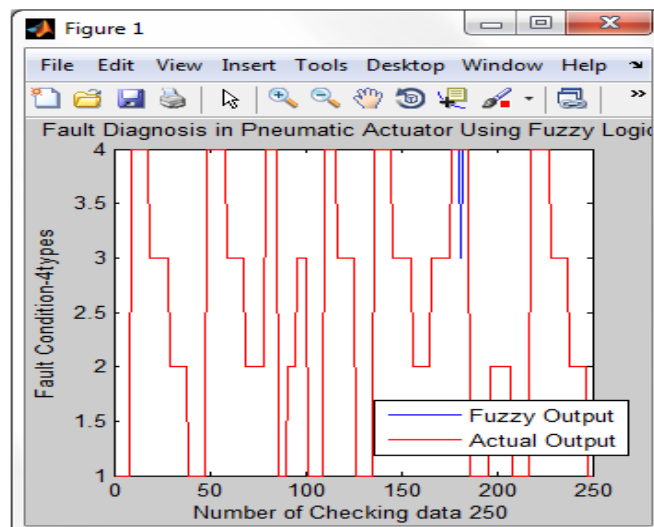 Figure 1
File Edit View Insert Tools Desktop Window Help
Fault Diagnosis in Pneumatic Actuator Using Fuzzy Logic
4
3.5
3
2.5
2
1.5
1
Fault Condition-4types
Fuzzy Output
Actual Output
0 50 100 150 200 250
Number of Checking data 250